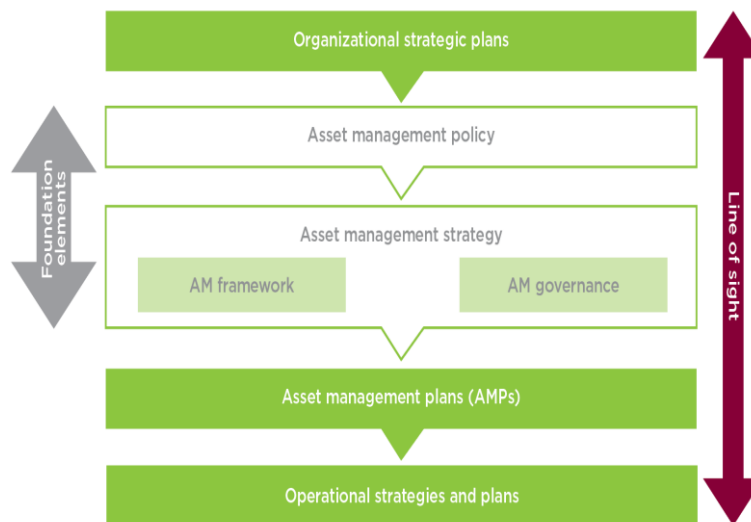 Organizational strategic plans
Asset management policy
Foundation
elements
Asset management strategy
AM framework
AM governance
Line of sight
Asset management plans (AMPs)
Operational strategies and plans